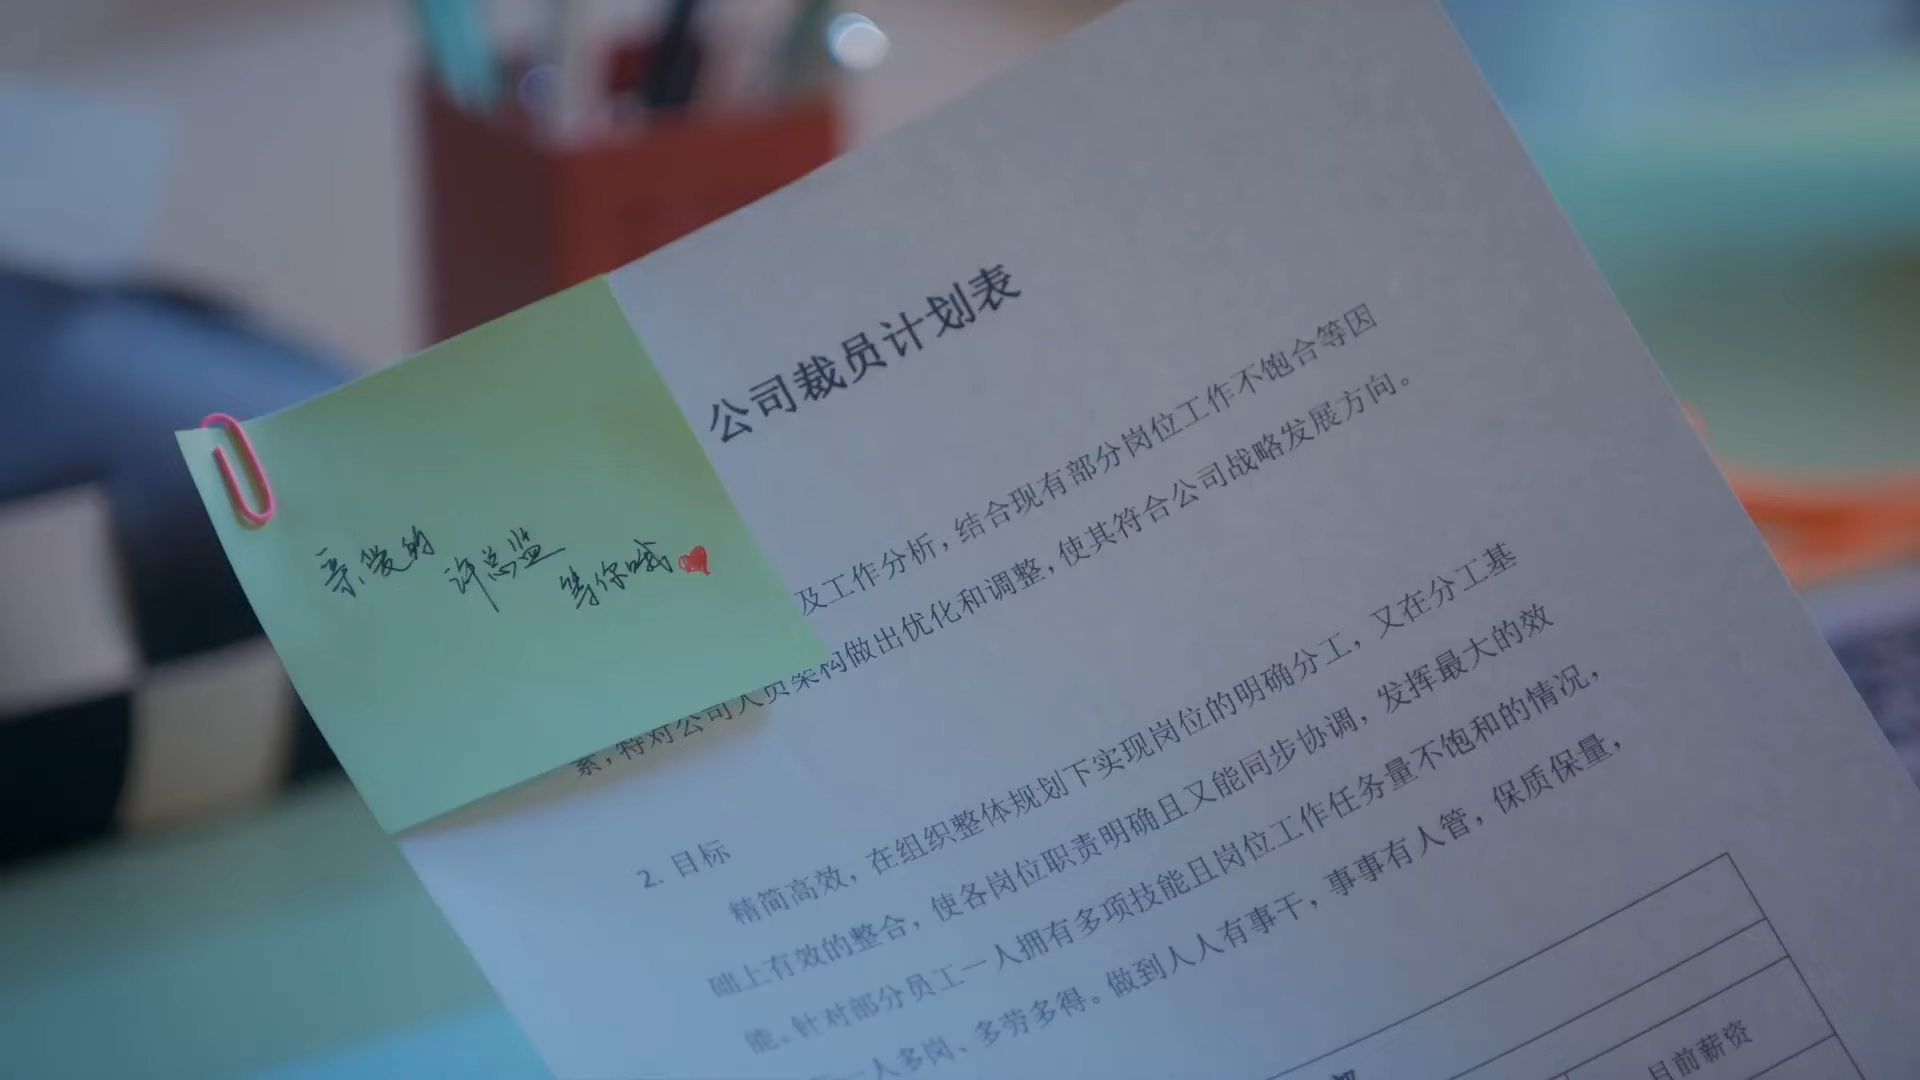 公司裁员计划表
亲爱的
许总监
等你哦
及工作分析，结合现有部分岗位工作不饱合等因
素，特对公司人员架构做出优化和调整，使其符合公司战略发展方向。
2. 目标
精简高效，在组织整体规划下实现岗位的明确分工，又在分工基
础上有效的整合，使各岗位职责明确且又能同步协调，发挥最大的效
能。针对部分员工一人拥有多项技能且岗位工作任务量不饱和的情况，
一人多岗、多劳多得。做到人人有事干，事事有人管，保质保量，
目前薪资